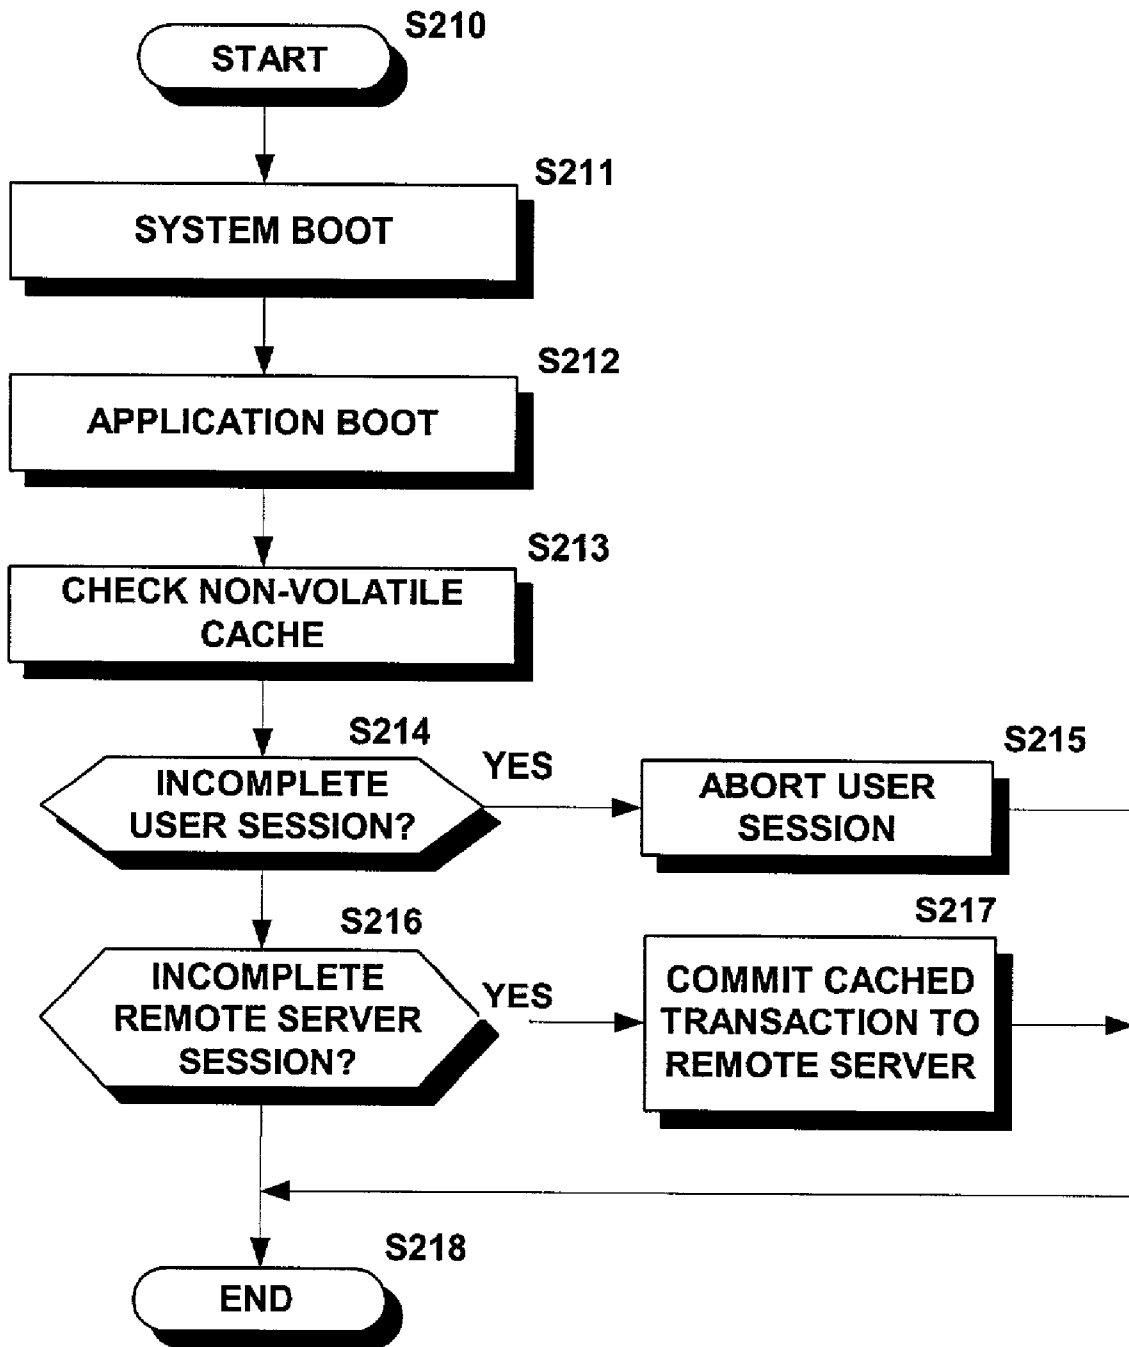 S210
START
S211
SYSTEM BOOT
S212
APPLICATION BOOT
S213
CHECK NON-VOLATILE
CACHE
S214
INCOMPLETE
USER SESSION?
YES
S215
ABORT USER
SESSION
S216
INCOMPLETE
REMOTE SERVER
SESSION?
YES
S217
COMMIT CACHED
TRANSACTION TO
REMOTE SERVER
S218
END